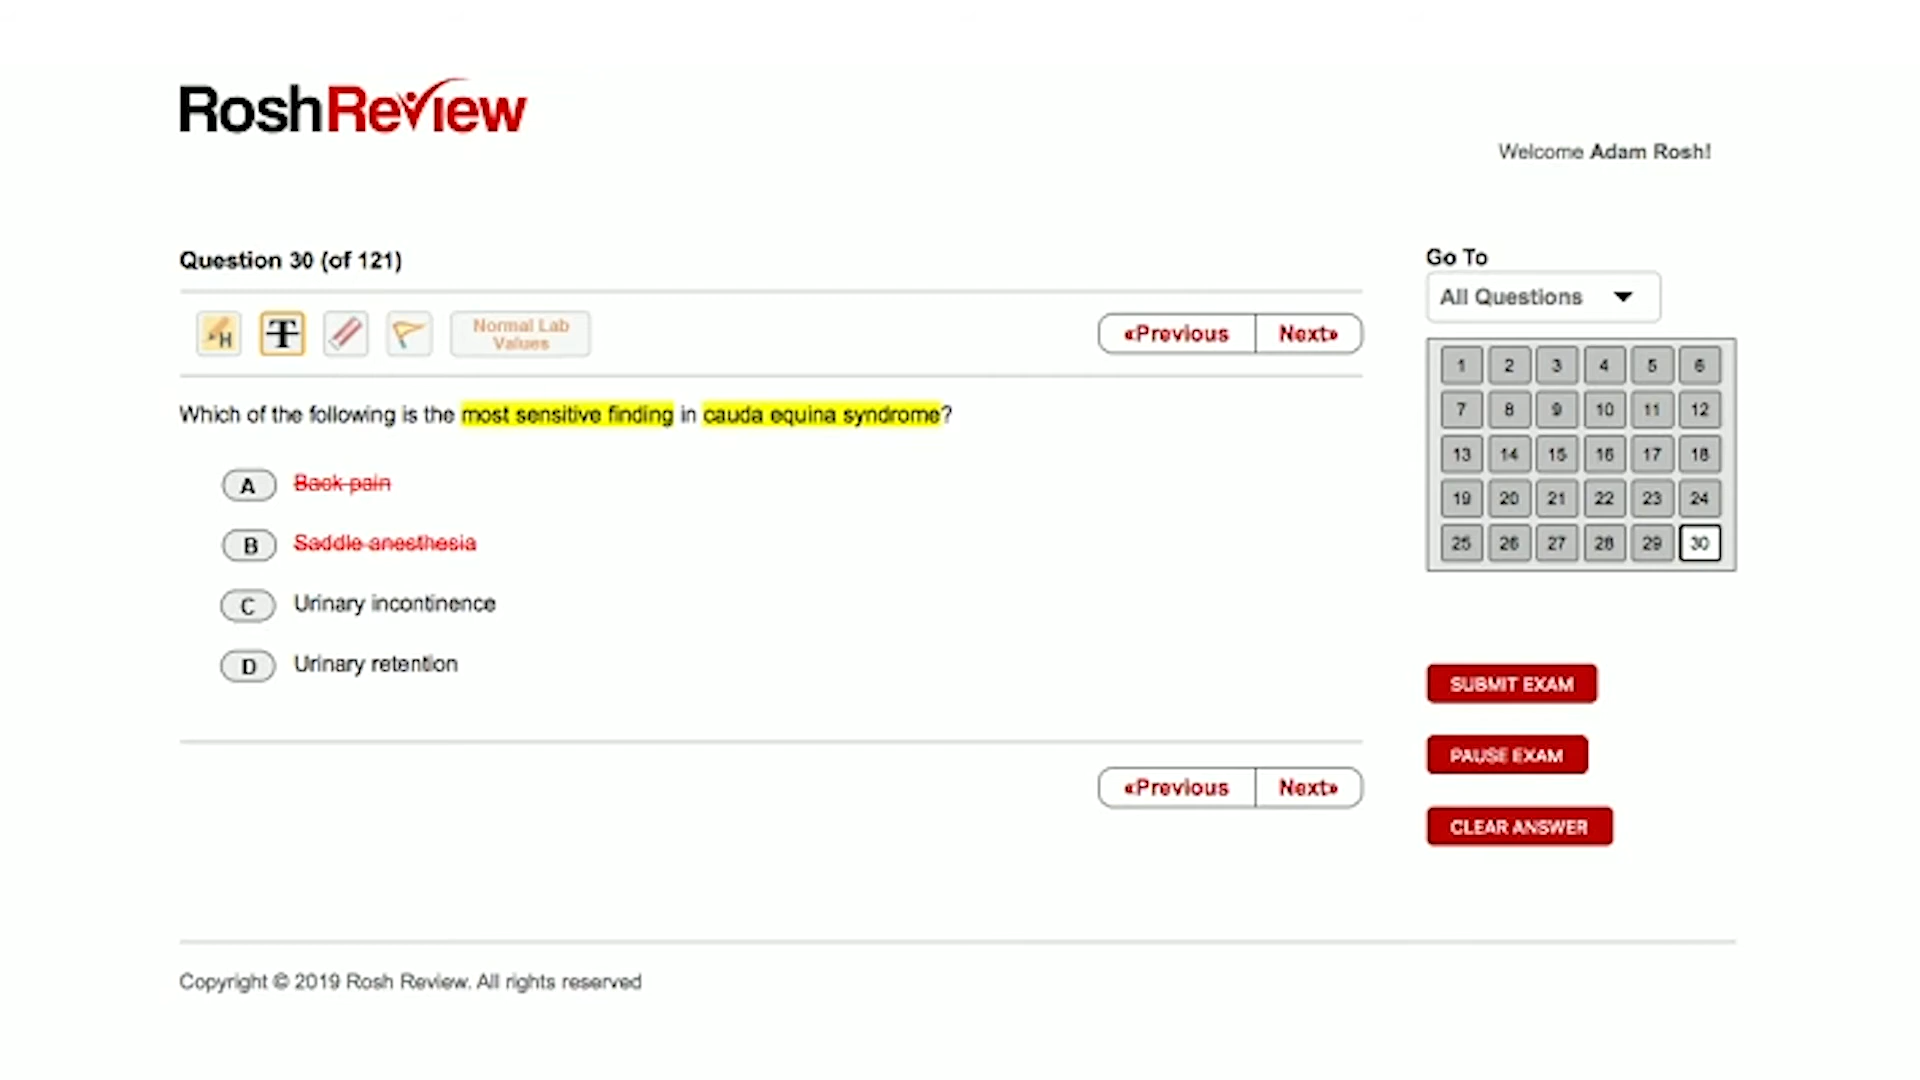 RoshReview
Welcome Adam Rosh!
Question 30 (of 121)
H
T
Normal Lab
Values
«Previous
Next»
Which of the following is the most sensitive finding in cauda equina syndrome?
A Back pain
B Saddle anesthesia
C Urinary incontinence
D Urinary retention
«Previous
Next»
Go To
All Questions
1 2 3 4 5 6
7 8 9 10 11 12
13 14 15 16 17 18
19 20 21 22 23 24
25 26 27 28 29 30
SUBMIT EXAM
PAUSE EXAM
CLEAR ANSWER
Copyright © 2019 Rosh Review. All rights reserved